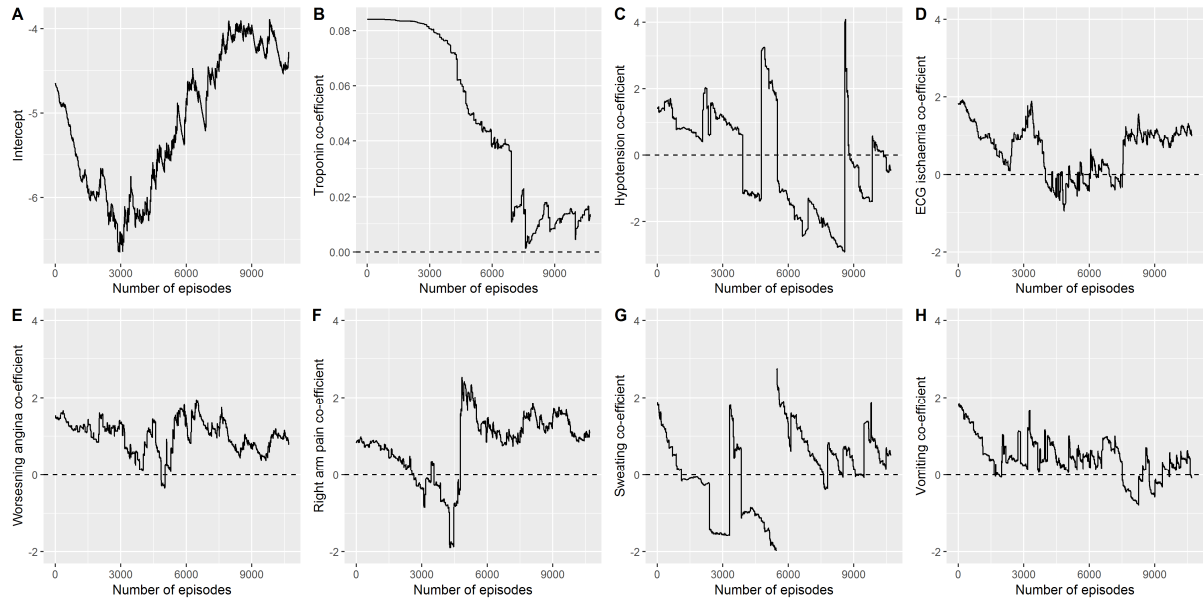 A
Intercept
-4
-5
-6
0 3000 6000 9000
Number of episodes
B
Troponin co-efficient
0.08
0.06
0.04
0.02
0.00
0 3000 6000 9000
Number of episodes
C
Hypotension co-efficient
4
2
0
-2
0 3000 6000 9000
Number of episodes
D
ECG ischaemia co-efficient
4
2
0
-2
0 3000 6000 9000
Number of episodes
E
Worsening angina co-efficient
4
2
0
-2
0 3000 6000 9000
Number of episodes
F
Right arm pain co-efficient
4
2
0
-2
0 3000 6000 9000
Number of episodes
G
Sweating co-efficient
4
2
0
-2
0 3000 6000 9000
Number of episodes
H
Vomiting co-efficient
4
2
0
-2
0 3000 6000 9000
Number of episodes